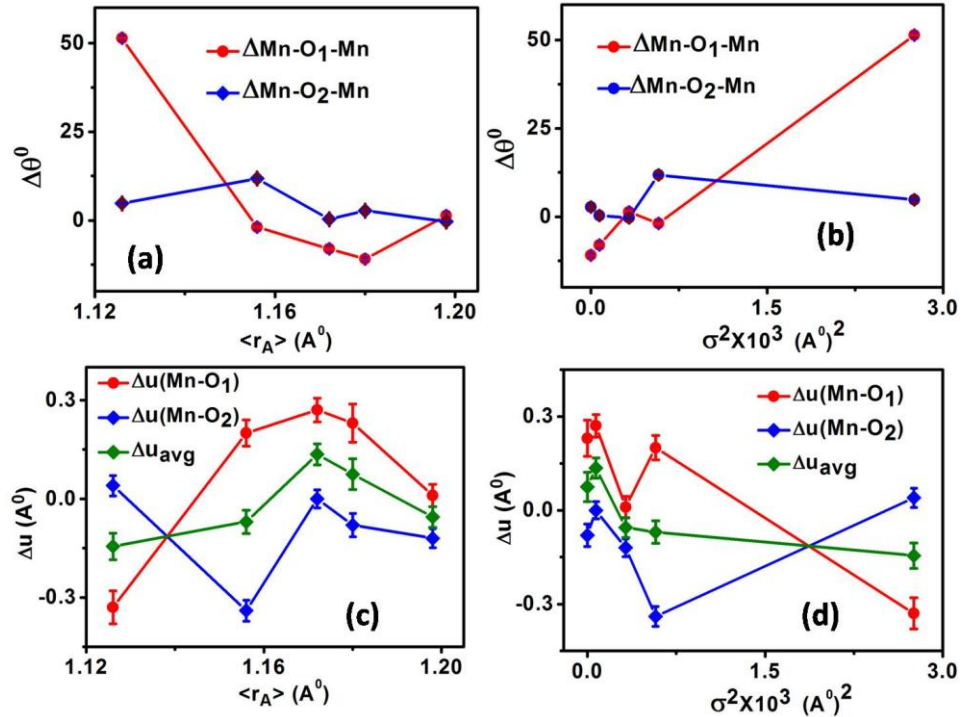 ΔMn-O₁-Mn
ΔMn-O₂-Mn
Δθ⁰
50
25
0
(a)
1.12 1.16 1.20
<r_A> (A⁰)
ΔMn-O₁-Mn
ΔMn-O₂-Mn
Δθ⁰
50
25
0
(b)
0.0 1.5 3.0
σ²X10³ (A⁰)²
Δu(Mn-O₁)
Δu(Mn-O₂)
Δu_avg
Δu (A⁰)
0.3
0.0
-0.3
(c)
1.12 1.16 1.20
<r_A> (A⁰)
Δu(Mn-O₁)
Δu(Mn-O₂)
Δu_avg
Δu (A⁰)
0.3
0.0
-0.3
(d)
0.0 1.5 3.0
σ²X10³ (A⁰)²